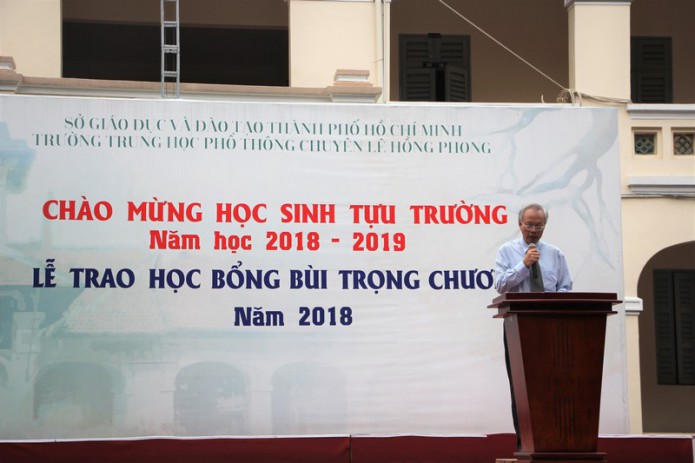 SỞ GIÁO DỤC VÀ ĐÀO TẠO THÀNH PHỐ HỒ CHÍ MINH
TRƯỜNG TRUNG HỌC PHỔ THÔNG CHUYÊN LÊ HỒNG PHONG
CHÀO MỪNG HỌC SINH TỰU TRƯỜNG
Năm học 2018 - 2019
LỄ TRAO HỌC BỔNG BÙI TRỌNG CHƯƠ
Năm 2018